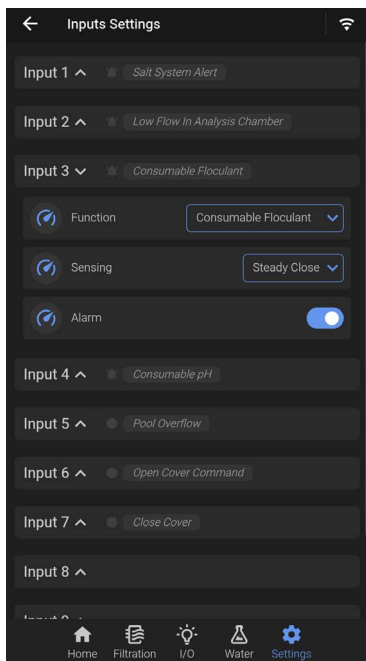 Inputs Settings
Input 1 Salt System Alert
Input 2 Low Flow In Analysis Chamber
Input 3 Consumable Floculant
Function Consumable Floculant
Sensing Steady Close
Alarm
Input 4 Consumable pH
Input 5 Pool Overflow
Input 6 Open Cover Command
Input 7 Close Cover
Input 8
Home Filtration I/O Water Settings